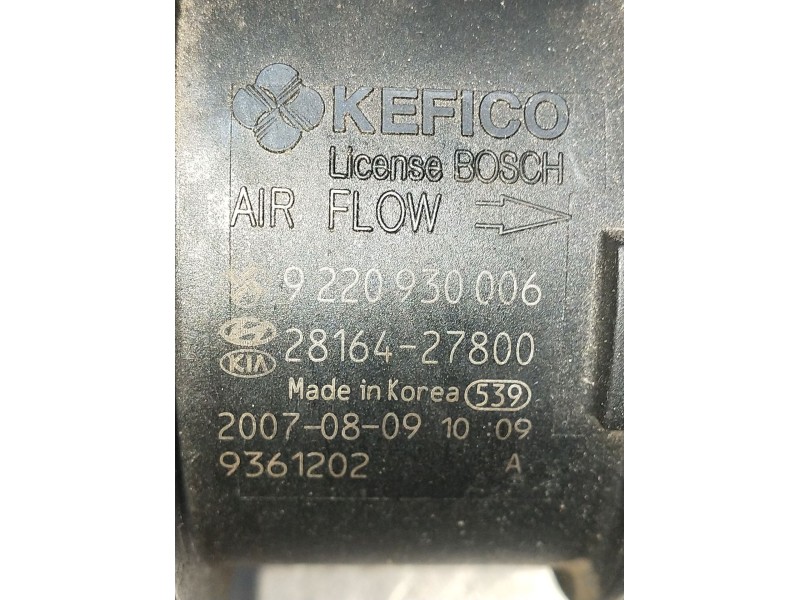 KEFICO
License BOSCH
AIR FLOW
9 220 930 006
28164-27800
KIA
Made in Korea 539
2007-08-09 10 09
9361202 A